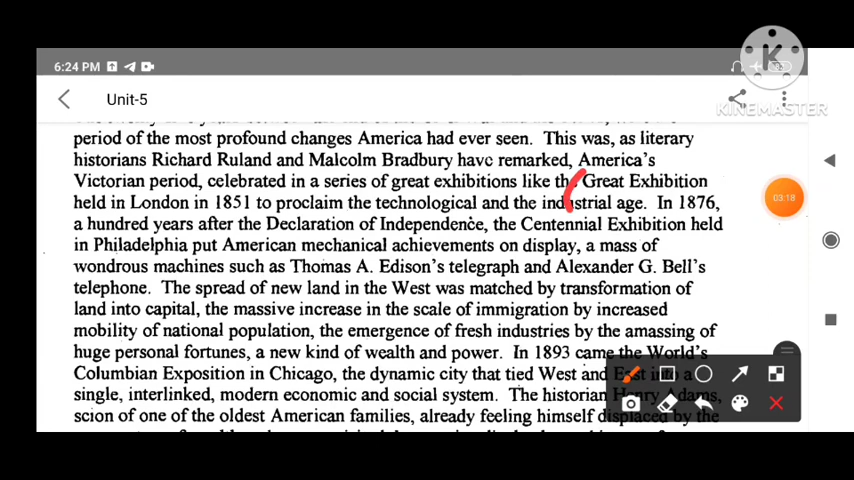 6:24 PM
K
KINEMASTER
Unit-5
period of the most profound changes America had ever seen. This was, as literary
historians Richard Ruland and Malcolm Bradbury have remarked, America's
Victorian period, celebrated in a series of great exhibitions like the Great Exhibition
held in London in 1851 to proclaim the technological and the industrial age. In 1876,
03:18
a hundred years after the Declaration of Independence, the Centennial Exhibition held
in Philadelphia put American mechanical achievements on display, a mass of
wondrous machines such as Thomas A. Edison's telegraph and Alexander G. Bell's
telephone. The spread of new land in the West was matched by transformation of
land into capital, the massive increase in the scale of immigration by increased
mobility of national population, the emergence of fresh industries by the amassing of
huge personal fortunes, a new kind of wealth and power. In 1893 came the World's
Columbian Exposition in Chicago, the dynamic city that tied West and East into a
single, interlinked, modern economic and social system. The historian Henry Adams,
scion of one of the oldest American families, already feeling himself displaced by the